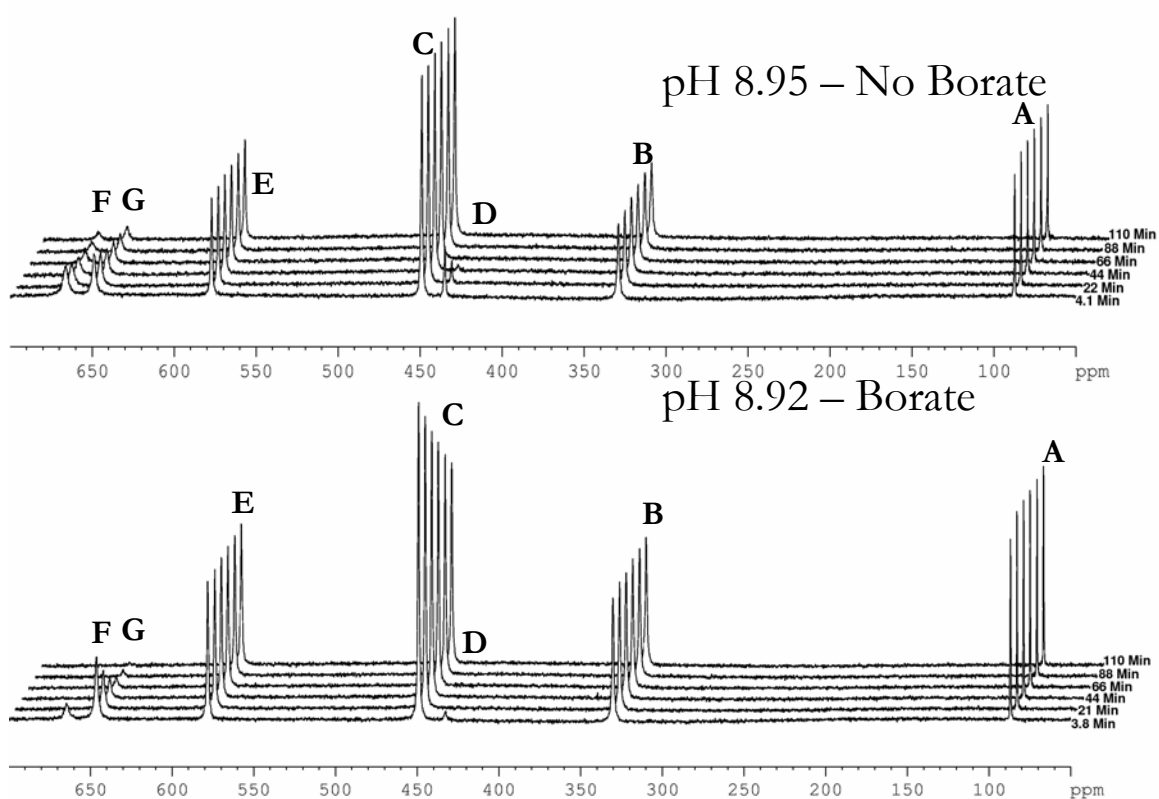 C
pH 8.95 – No Borate
A
B
E
D
F G
110 Min
88 Min
66 Min
44 Min
22 Min
4.1 Min
650 600 550 500 450 400 350 300 250 200 150 100 ppm
pH 8.92 – Borate
C
A
E
B
F G
D
110 Min
88 Min
66 Min
44 Min
21 Min
3.8 Min
650 600 550 500 450 400 350 300 250 200 150 100 ppm